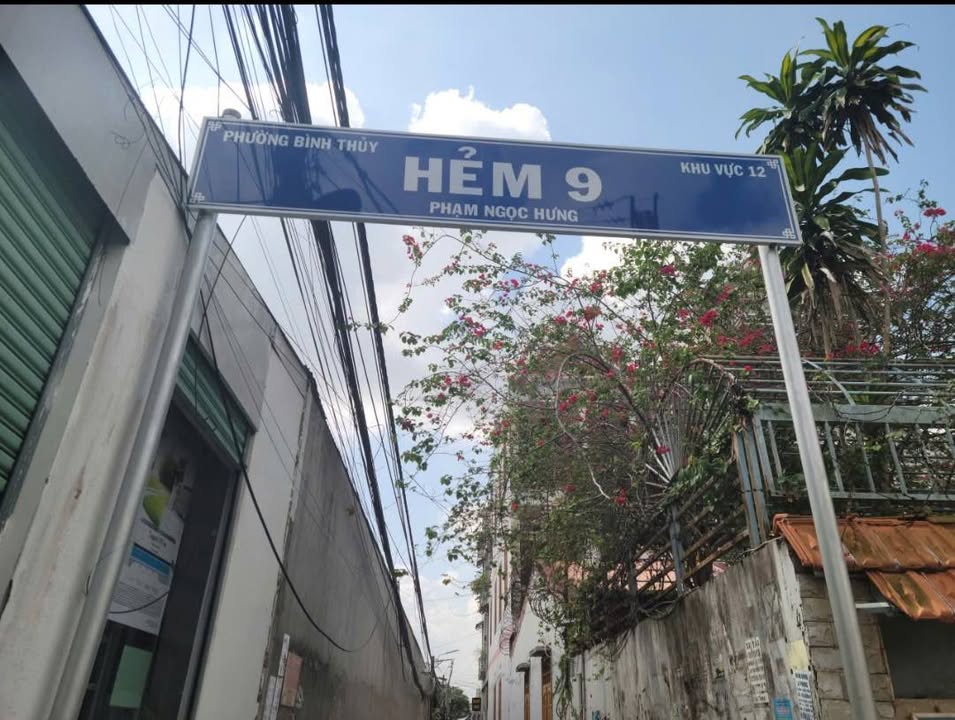 PHƯỜNG BÌNH THỦY
KHU VỰC 12
HẺM 9
PHẠM NGỌC HƯNG